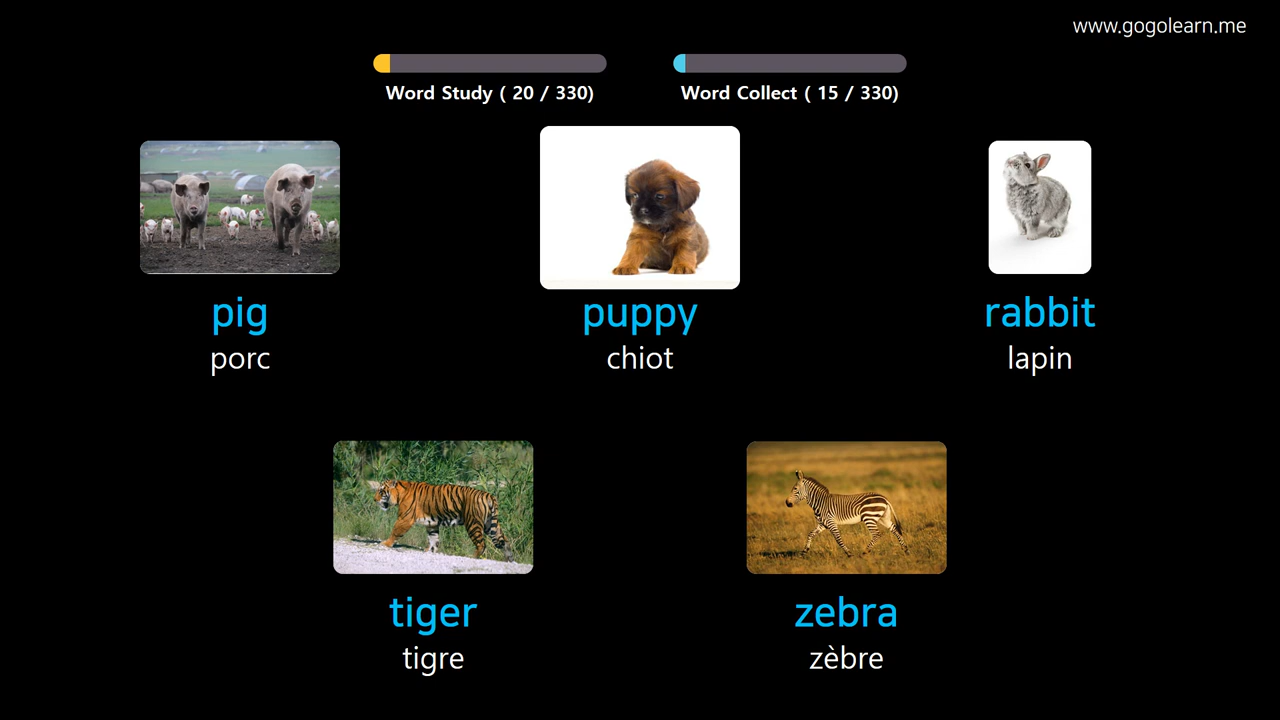 www.gogolearn.me
Word Study ( 20 / 330)
Word Collect ( 15 / 330)
pig
porc
puppy
chiot
rabbit
lapin
tiger
tigre
zebra
zèbre